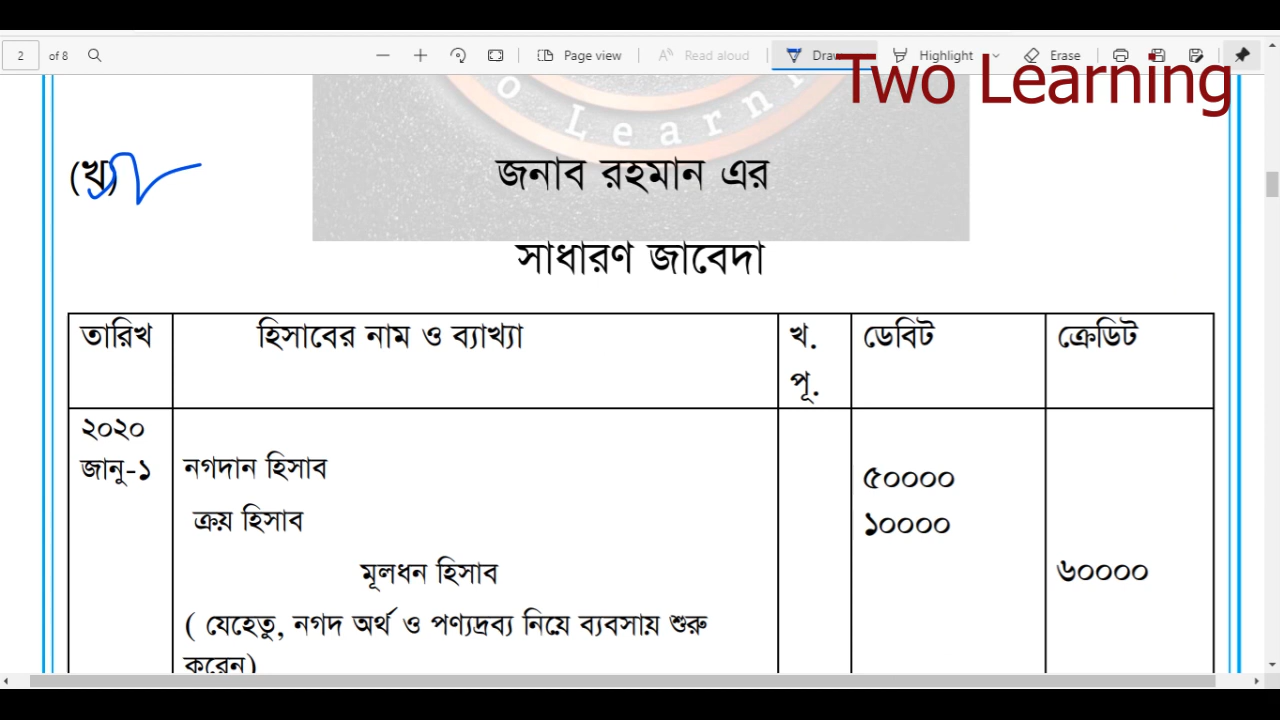 2 of 8 Page view Read aloud Draw Highlight Erase
Two Learning
o Learni
(খ)
জনাব রহমান এর
সাধারণ জাবেদা
তারিখ হিসাবের নাম ও ব্যাখ্যা খ. পৃ. ডেবিট ক্রেডিট
২০২০
জানু-১ নগদান হিসাব ৫০০০০
ক্রয় হিসাব ১০০০০
মূলধন হিসাব ৬০০০০
( যেহেতু, নগদ অর্থ ও পণ্যদ্রব্য নিয়ে ব্যবসায় শুরু
করেন)